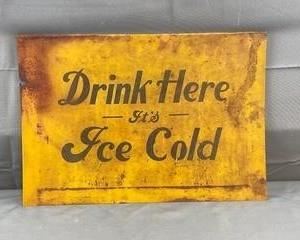 Drink Here
— It's —
Ice Cold